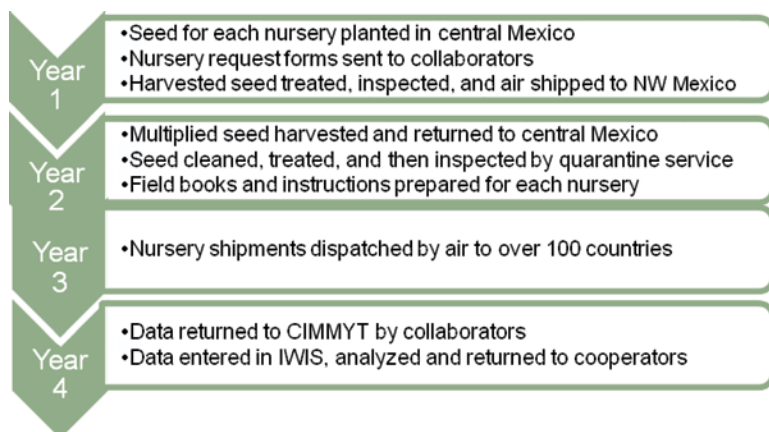 Year
1
•Seed for each nursery planted in central Mexico
•Nursery request forms sent to collaborators
•Harvested seed treated, inspected, and air shipped to NW Mexico
Year
2
•Multiplied seed harvested and returned to central Mexico
•Seed cleaned, treated, and then inspected by quarantine service
•Field books and instructions prepared for each nursery
Year
3
•Nursery shipments dispatched by air to over 100 countries
Year
4
•Data returned to CIMMYT by collaborators
•Data entered in IWIS, analyzed and returned to cooperators